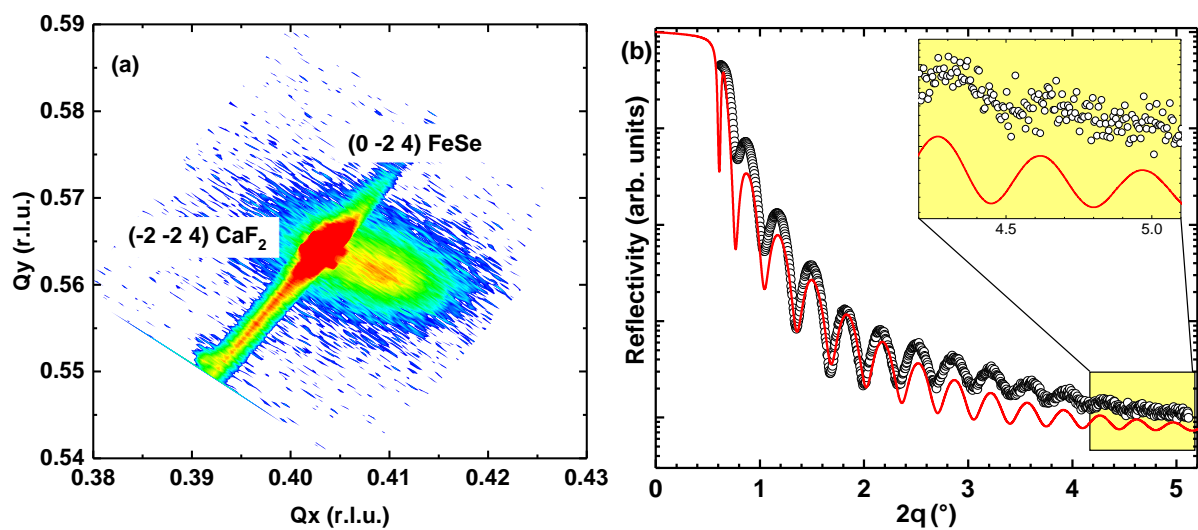 (a)
(0 -2 4) FeSe
(-2 -2 4) CaF2
Qy (r.l.u.)
0.59
0.58
0.57
0.56
0.55
0.54
0.38
0.39
0.40
0.41
0.42
0.43
Qx (r.l.u.)
(b)
Reflectivity (arb. units)
4.5
5.0
0
1
2
3
4
5
2q (°)